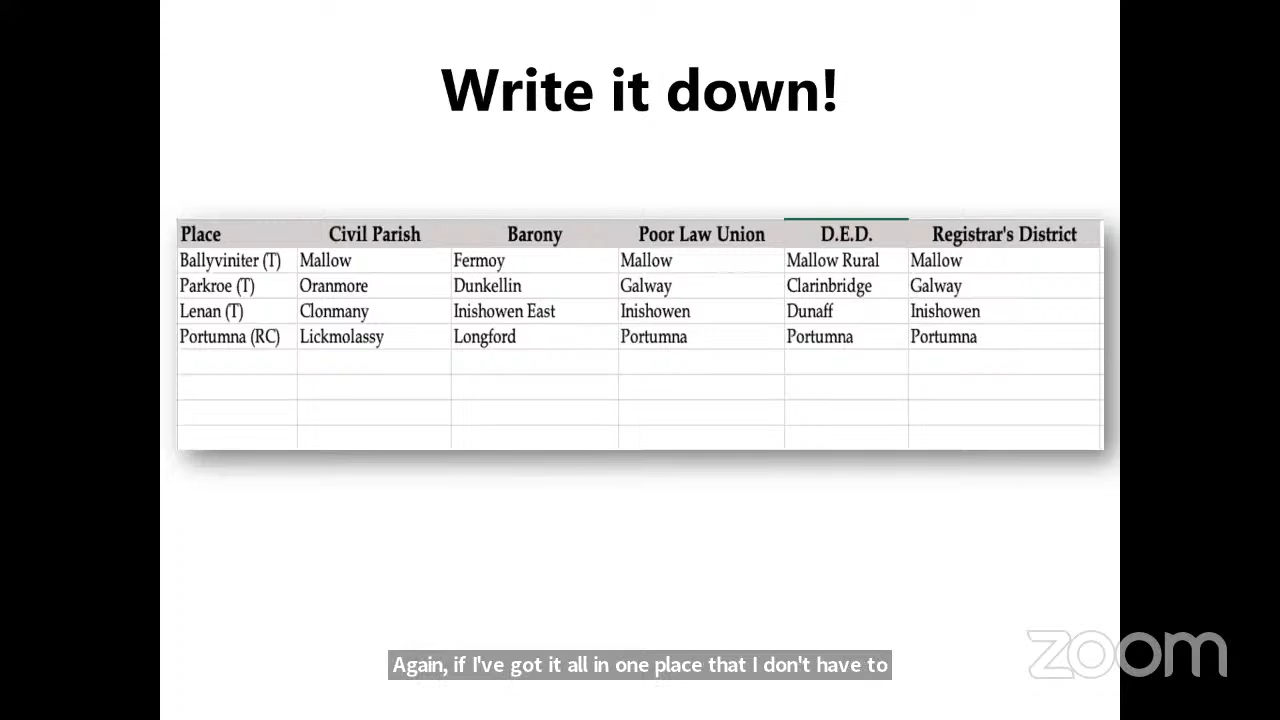 Write it down!
Place Civil Parish Barony Poor Law Union D.E.D. Registrar's District
Ballyviniter (T) Mallow Fermoy Mallow Mallow Rural Mallow
Parkroe (T) Oranmore Dunkellin Galway Clarinbridge Galway
Lenan (T) Clonmany Inishowen East Inishowen Dunaff Inishowen
Portumna (RC) Lickmolassy Longford Portumna Portumna Portumna
Again, if I've got it all in one place that I don't have to
zoom